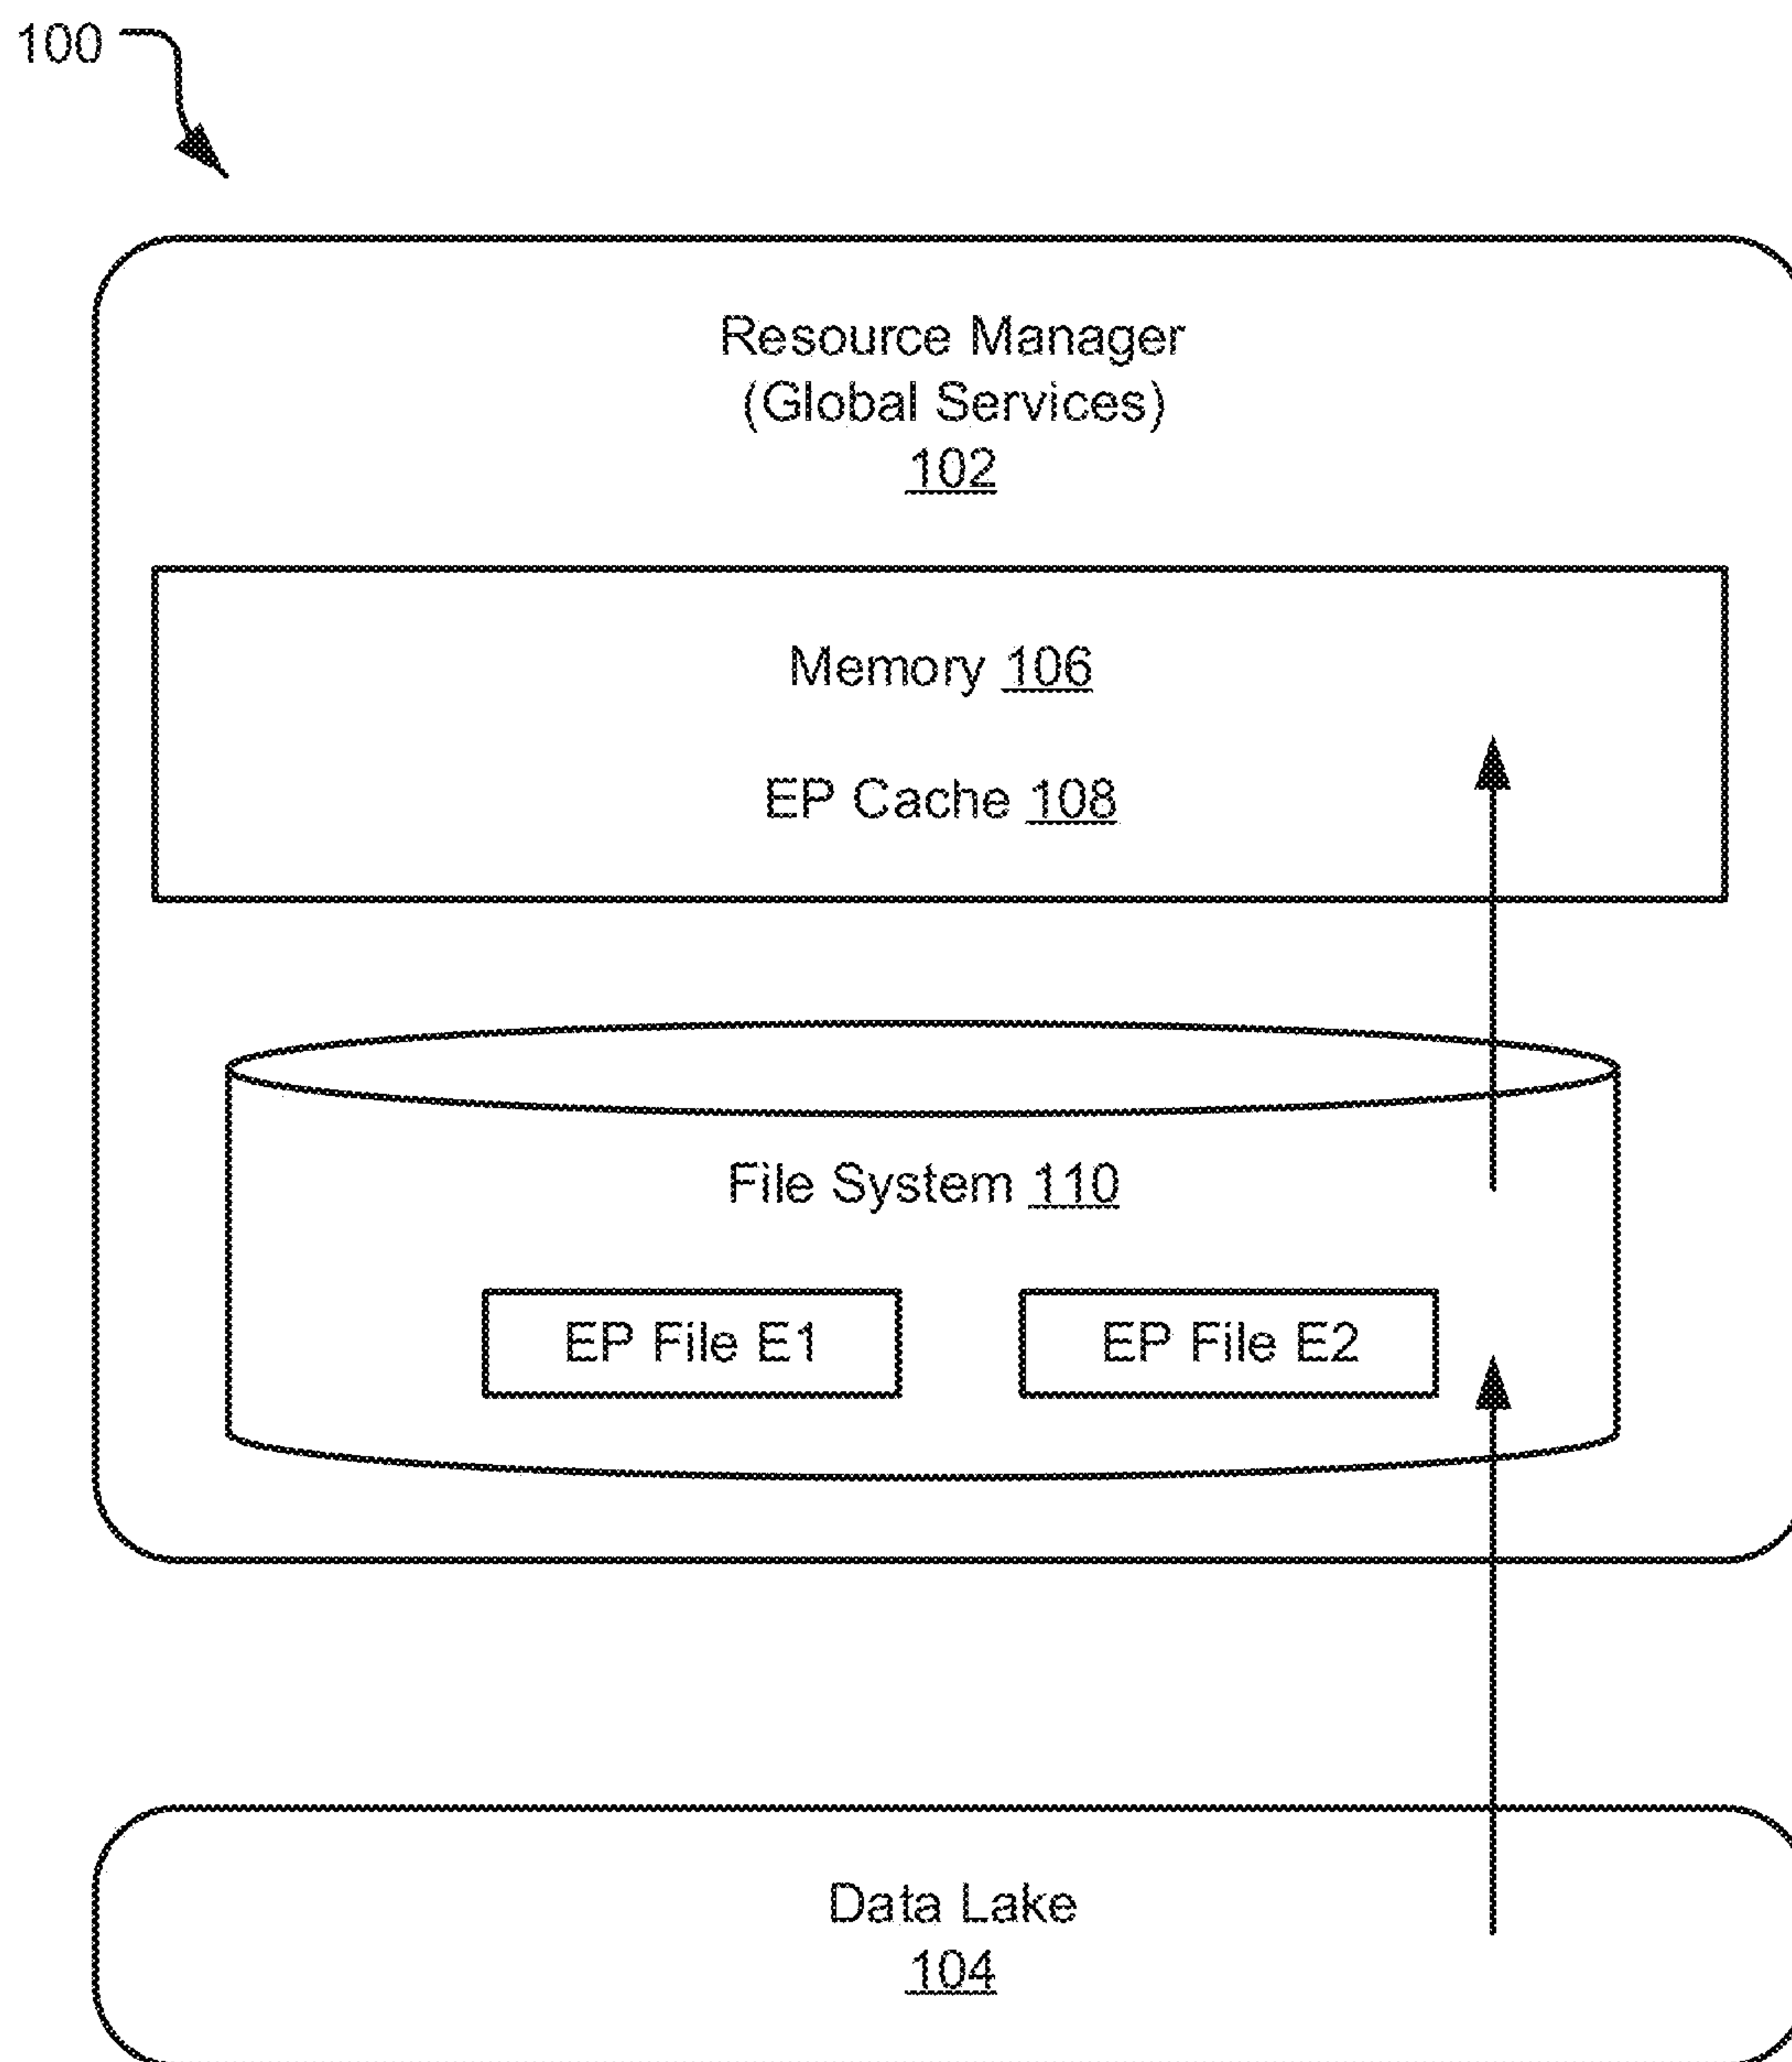 100
Resource Manager
(Global Services)
102
Memory 106
EP Cache 108
File System 110
EP File E1
EP File E2
Data Lake
104